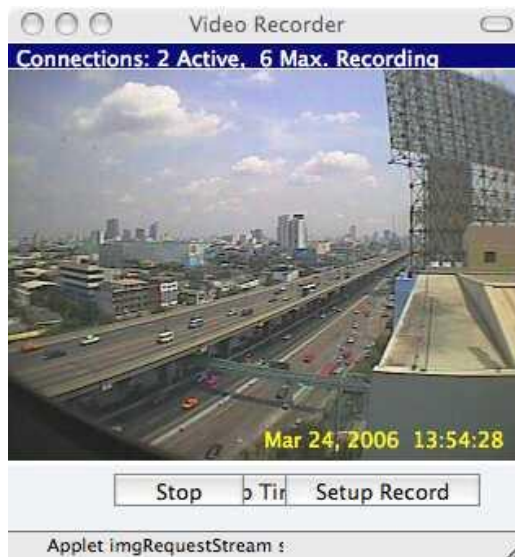 Video Recorder
Connections: 2 Active, 6 Max. Recording
Mar 24, 2006 13:54:28
Stop Setup Record
Applet imgRequestStream s